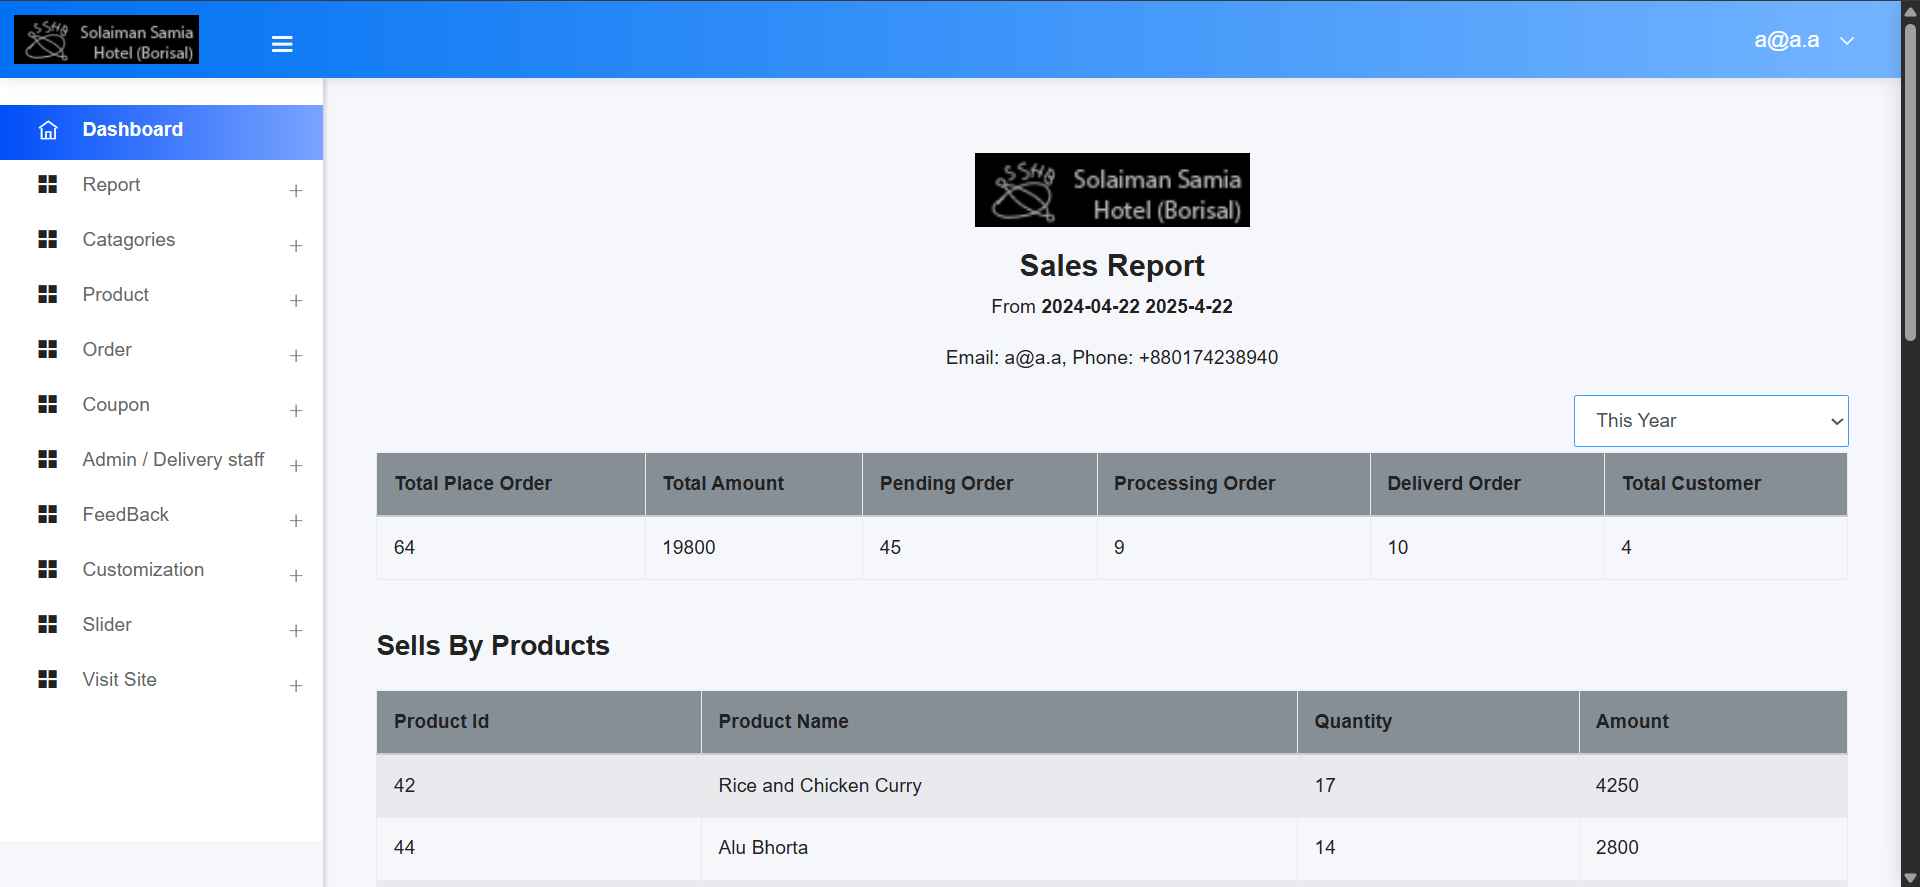 Solaiman Samia
Hotel (Borisal)
a@a.a
Dashboard
Report
Catagories
Product
Order
Coupon
Admin / Delivery staff
FeedBack
Customization
Slider
Visit Site
SSHB Solaiman Samia
Hotel (Borisal)
Sales Report
From 2024-04-22 2025-4-22
Email: a@a.a, Phone: +880174238940
This Year
Total Place Order Total Amount Pending Order Processing Order Deliverd Order Total Customer
64 19800 45 9 10 4
Sells By Products
Product Id Product Name Quantity Amount
42 Rice and Chicken Curry 17 4250
44 Alu Bhorta 14 2800